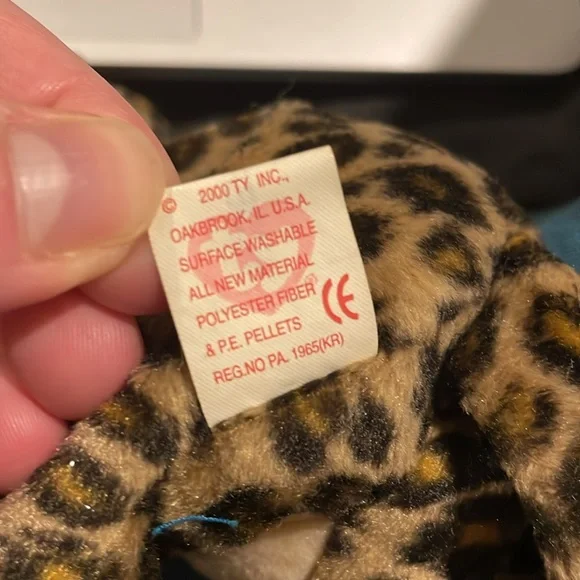 © 2000 TY INC.,
OAKBROOK, IL. U.S.A.
SURFACE WASHABLE
ALL NEW MATERIAL
POLYESTER FIBER
& P.E. PELLETS
REG.NO PA. 1965(KR)
CE